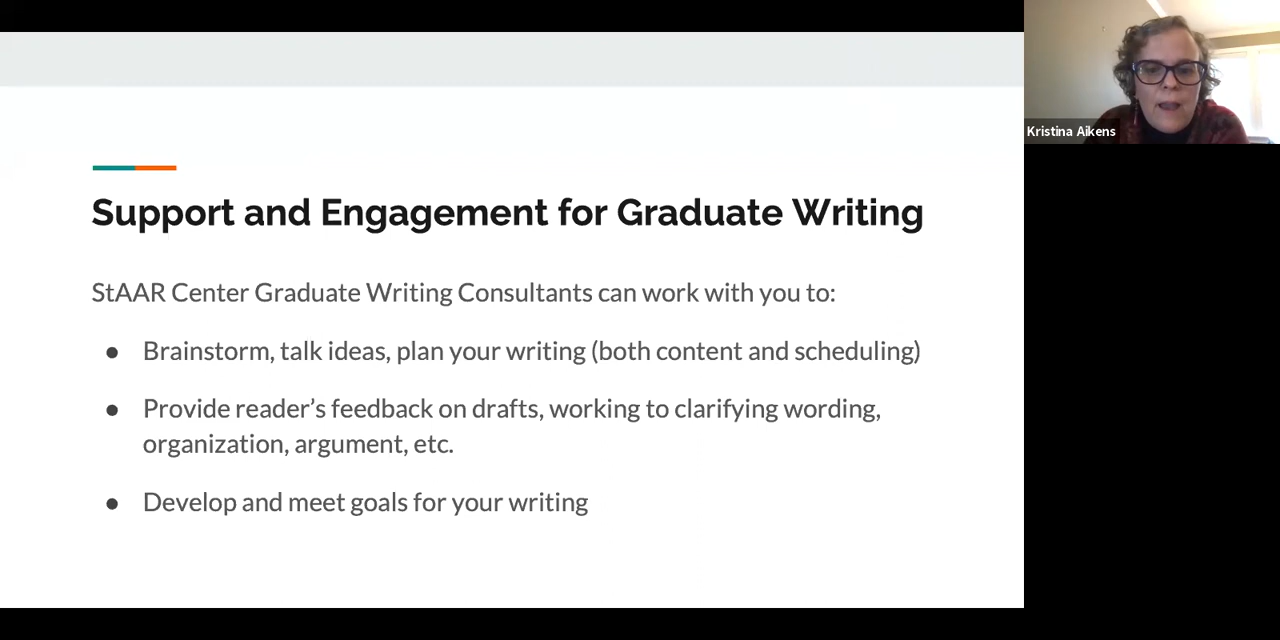 Support and Engagement for Graduate Writing
StAAR Center Graduate Writing Consultants can work with you to:
● Brainstorm, talk ideas, plan your writing (both content and scheduling)
● Provide reader’s feedback on drafts, working to clarifying wording,
organization, argument, etc.
● Develop and meet goals for your writing
Kristina Aikens